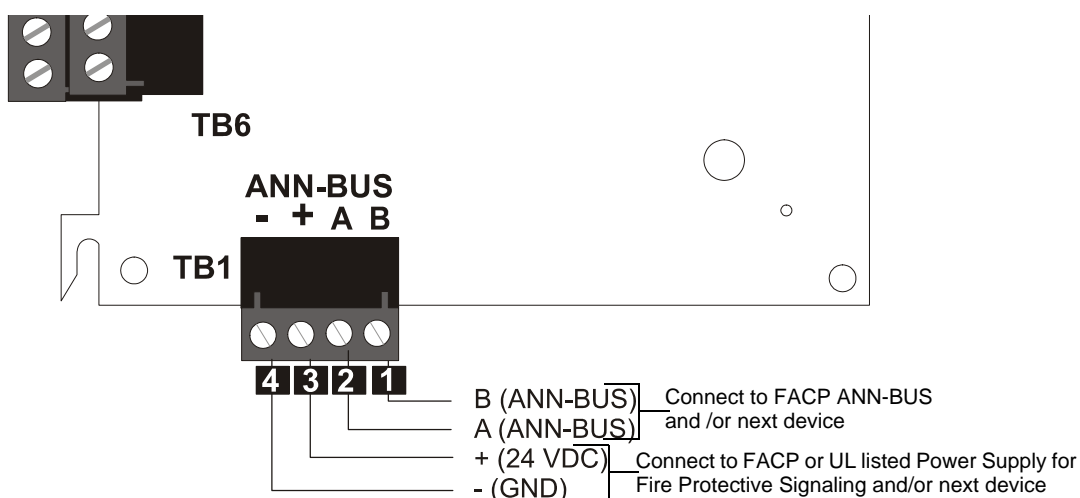 TB6
ANN-BUS
- + A B
TB1
4 3 2 1
B (ANN-BUS)
A (ANN-BUS)
Connect to FACP ANN-BUS
and /or next device
+ (24 VDC)
- (GND)
Connect to FACP or UL listed Power Supply for
Fire Protective Signaling and/or next device